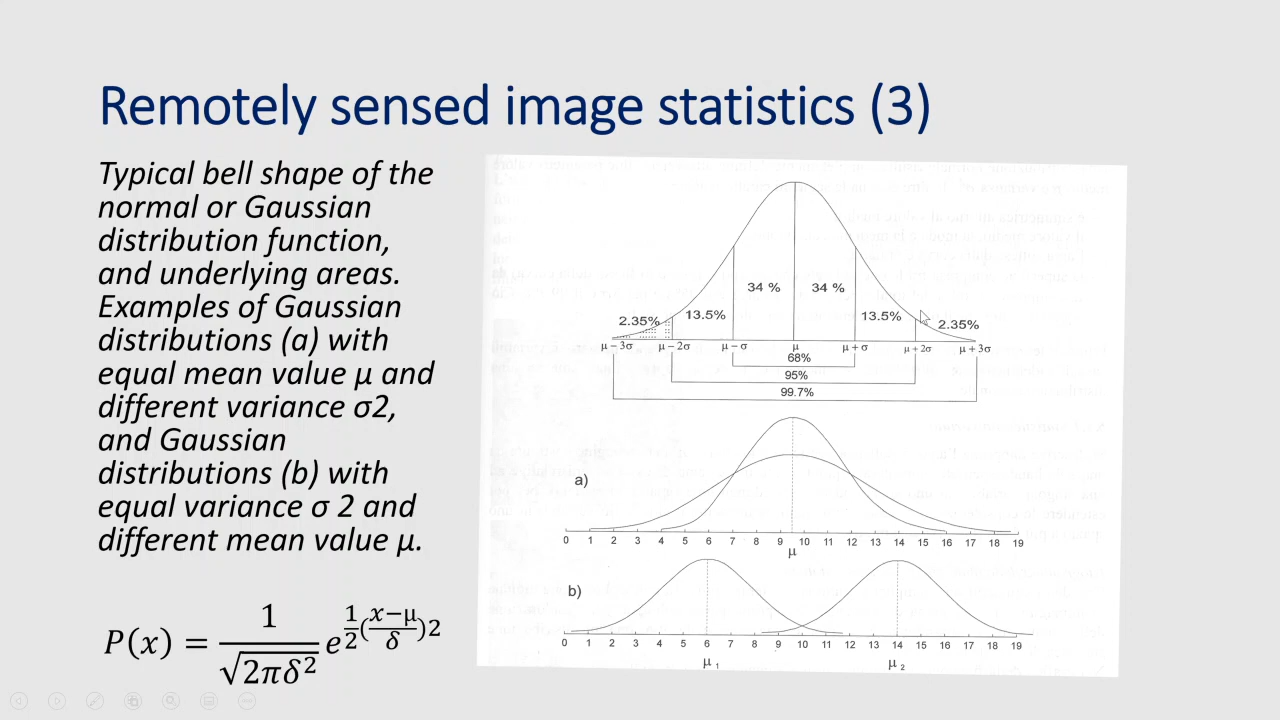 Remotely sensed image statistics (3)
Typical bell shape of the
normal or Gaussian
distribution function,
and underlying areas.
Examples of Gaussian
distributions (a) with
equal mean value μ and
different variance σ2,
and Gaussian
distributions (b) with
equal variance σ 2 and
different mean value μ.
P(x) = 1/√2πδ² e^1/2(x−μ/δ)2
34 % 34 %
2.35% 13.5% 13.5% 2.35%
μ − 3σ μ − 2σ μ − σ μ μ + σ μ + 2σ μ + 3σ
68%
95%
99.7%
a)
0 1 2 3 4 5 6 7 8 9 10 11 12 13 14 15 16 17 18 19
μ
b)
0 1 2 3 4 5 6 7 8 9 10 11 12 13 14 15 16 17 18 19
μ 1 μ 2